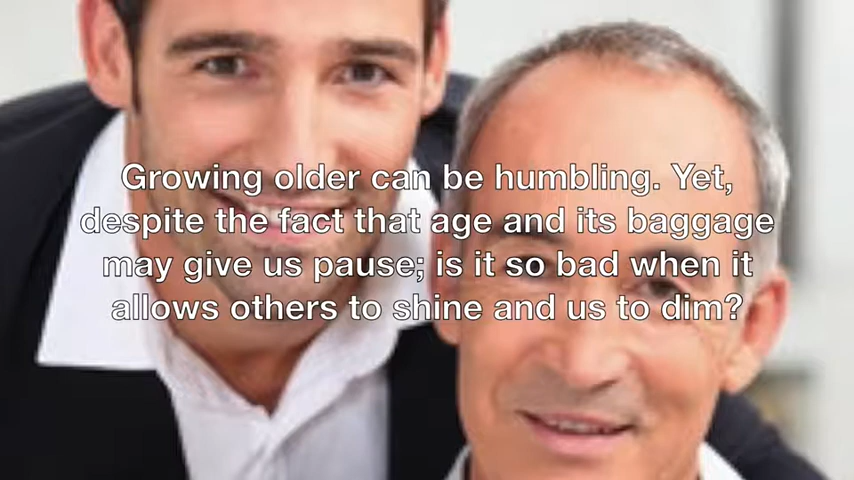 Growing older can be humbling. Yet,
despite the fact that age and its baggage
may give us pause; is it so bad when it
allows others to shine and us to dim?